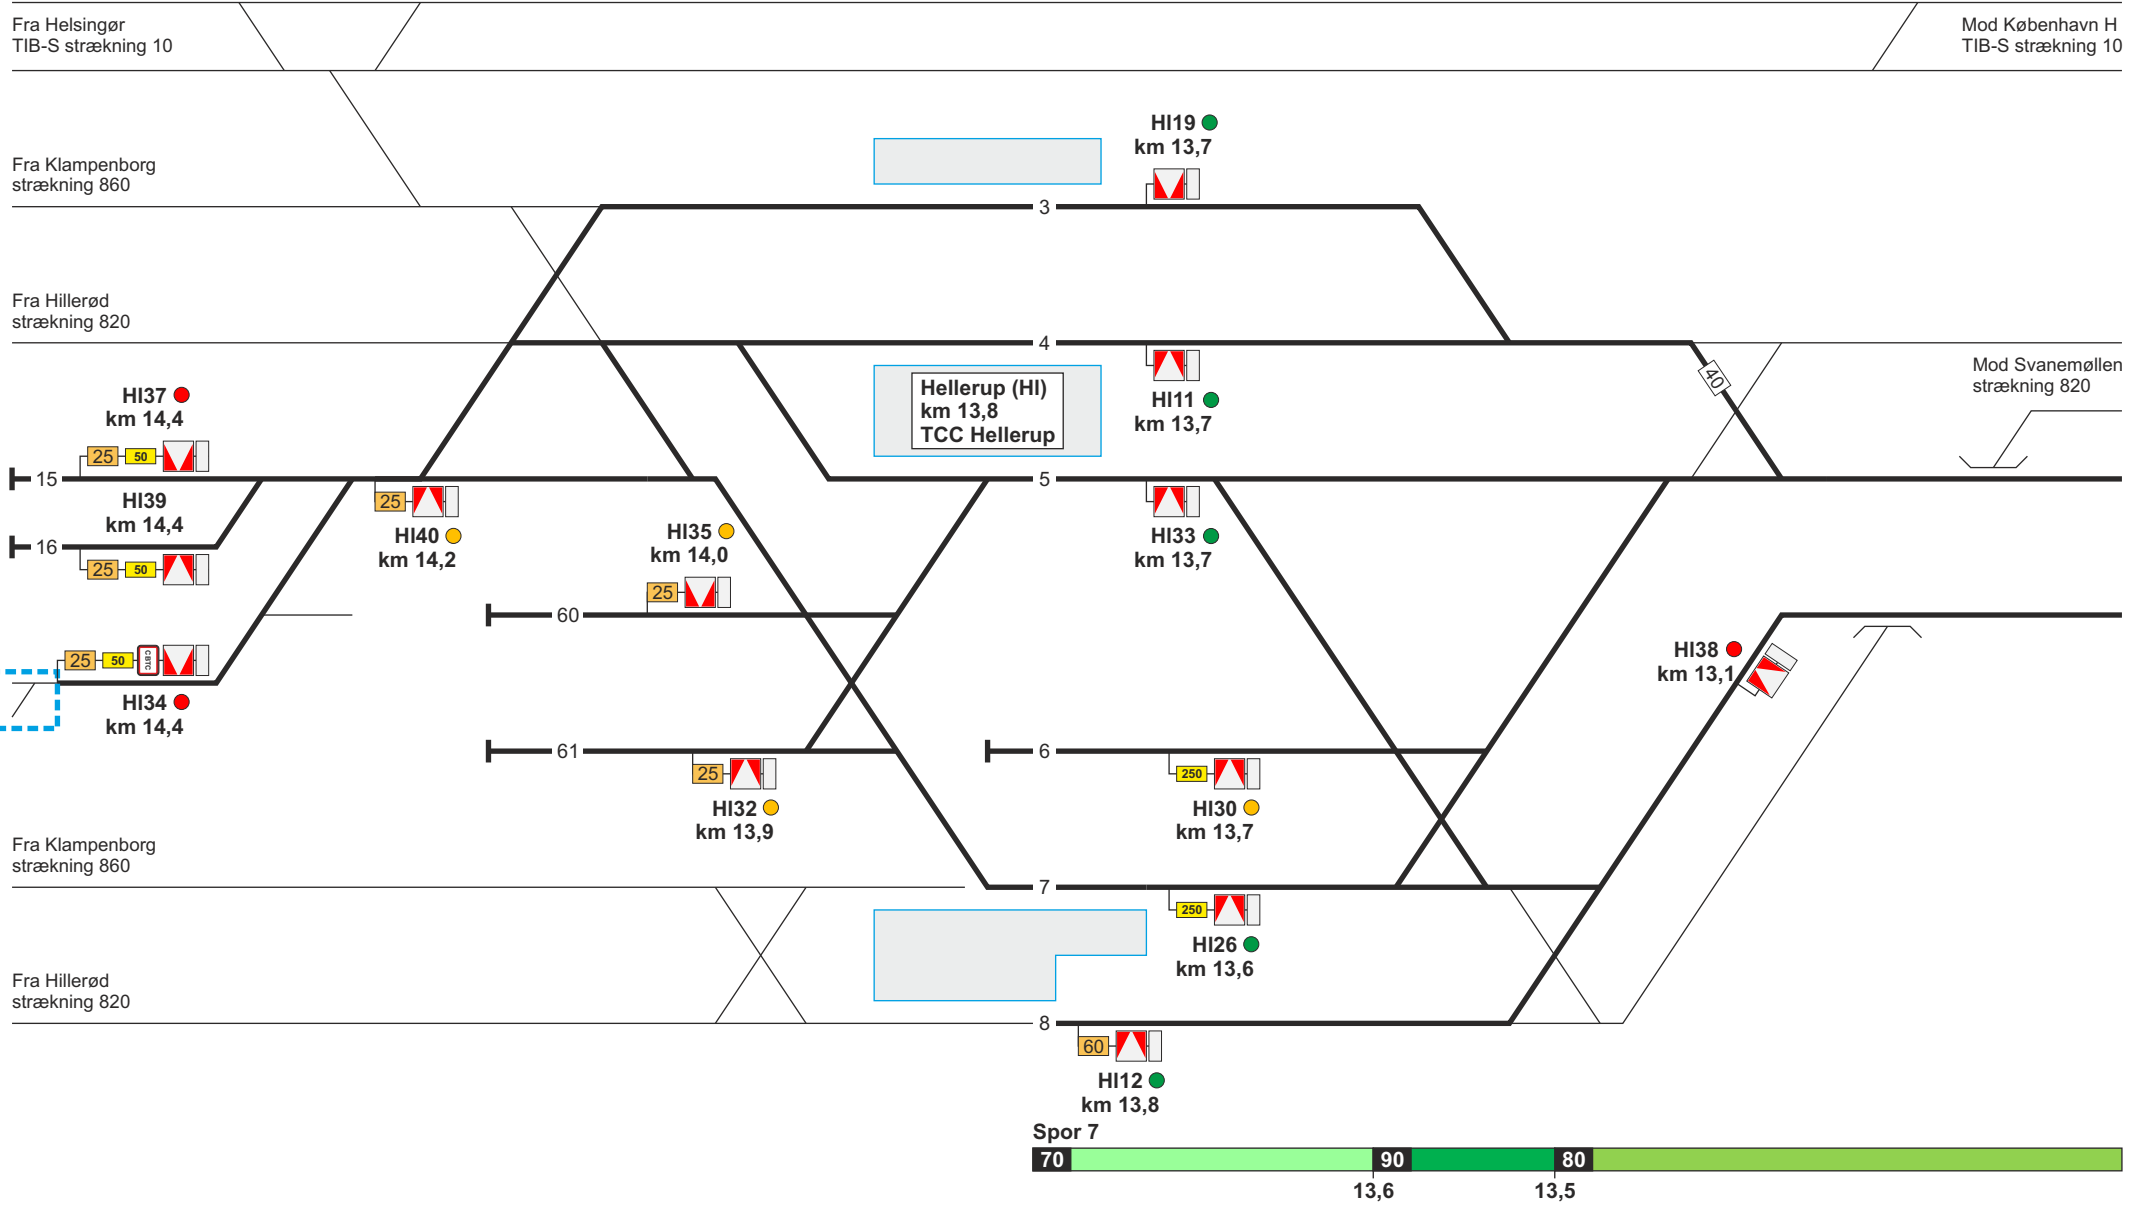 Fra Helsingør
TIB-S strækning 10
Mod København H
TIB-S strækning 10
HI19
km 13,7
Fra Klampenborg
strækning 860
3
Fra Hillerød
strækning 820
4
Mod Svanemøllen
strækning 820
40
HI37
km 14,4
Hellerup (HI)
km 13,8
TCC Hellerup
HI11
km 13,7
25 50
15
5
HI39
km 14,4
25
HI40
km 14,2
HI35
km 14,0
HI33
km 13,7
16
25 50
25
60
HI38
km 13,1
25 50 CBTC
HI34
km 14,4
61
6
25
250
HI32
km 13,9
HI30
km 13,7
Fra Klampenborg
strækning 860
7
250
HI26
km 13,6
Fra Hillerød
strækning 820
8
60
HI12
km 13,8
Spor 7
70 90 80
13,6 13,5